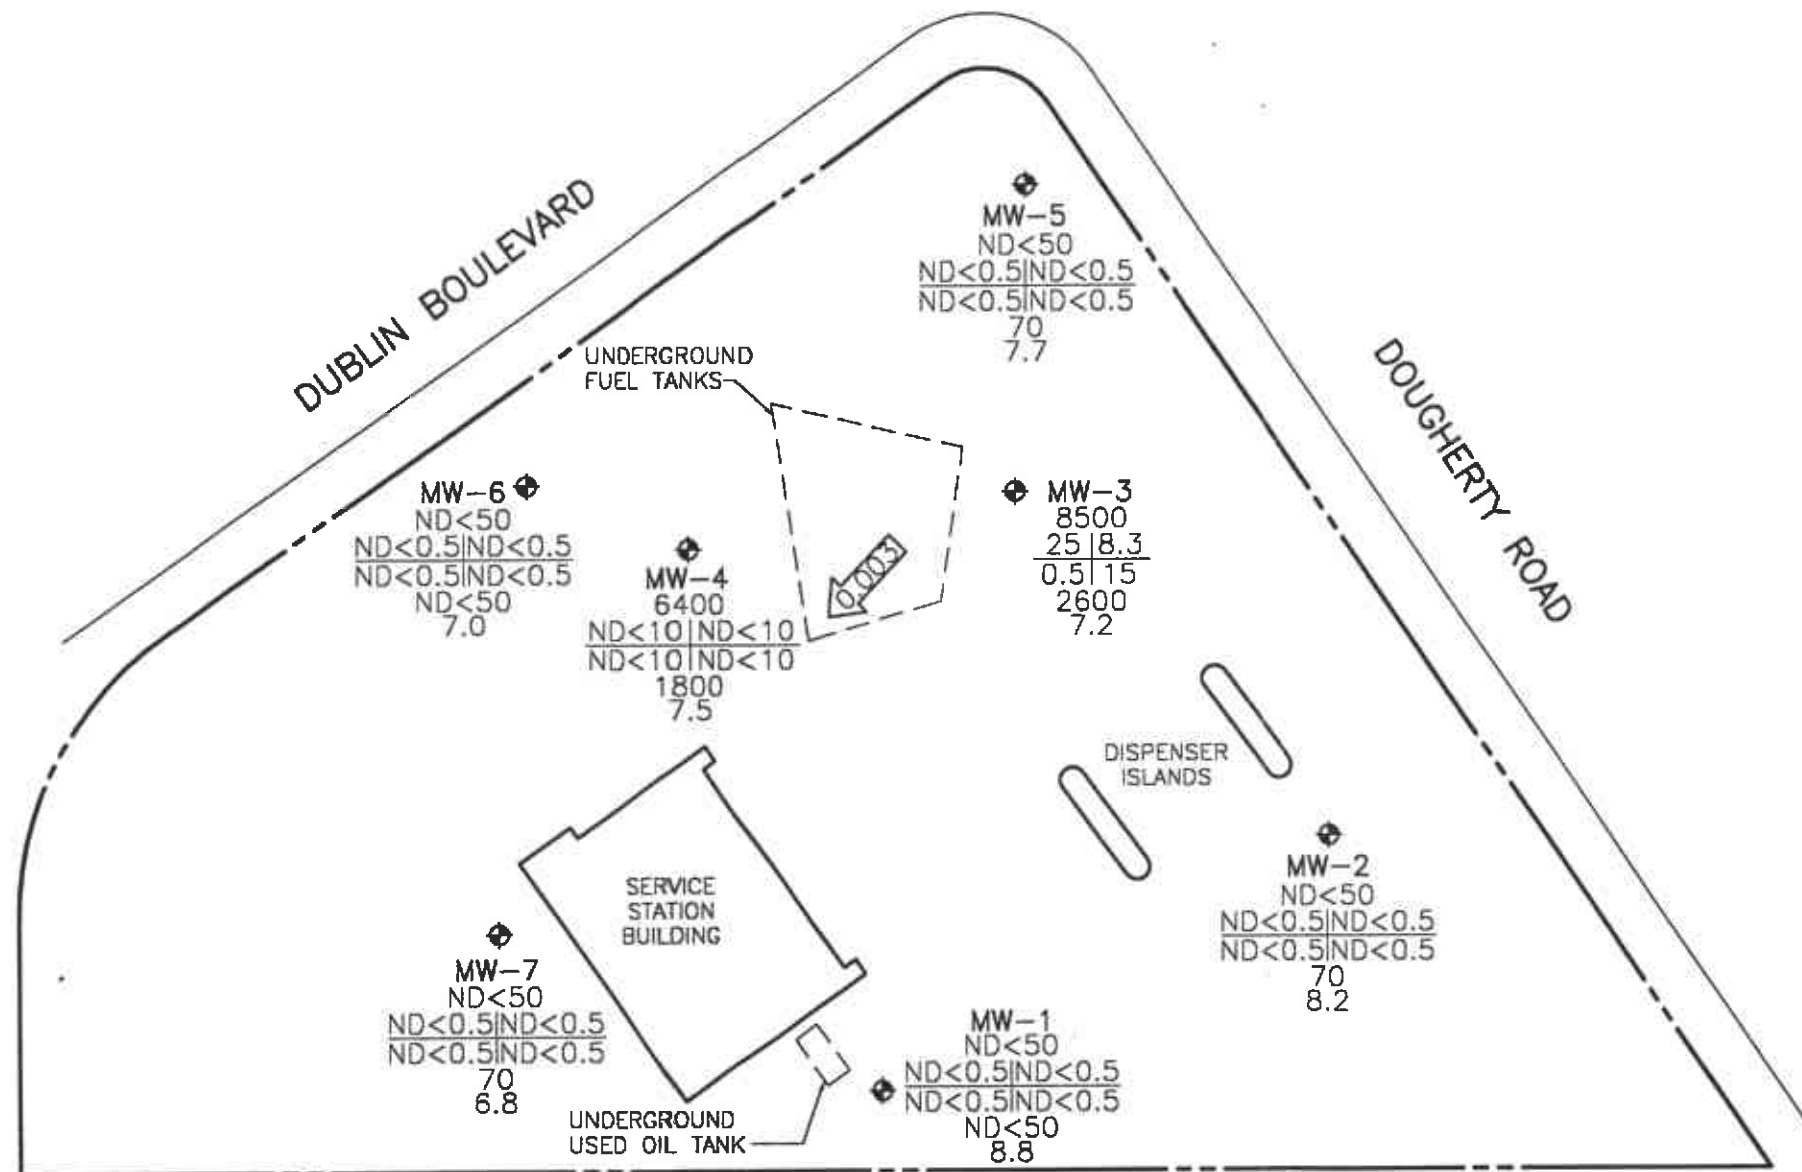 DUBLIN BOULEVARD
DOUGHERTY ROAD
MW-5
ND<50
ND<0.5|ND<0.5
ND<0.5|ND<0.5
70
7.7
UNDERGROUND
FUEL TANKS
MW-6
ND<50
ND<0.5|ND<0.5
ND<0.5|ND<0.5
ND<50
7.0
MW-4
6400
ND<10|ND<10
ND<10|ND<10
1800
7.5
0.003
MW-3
8500
25|8.3
0.5|15
2600
7.2
DISPENSER
ISLANDS
MW-2
ND<50
ND<0.5|ND<0.5
ND<0.5|ND<0.5
70
8.2
SERVICE
STATION
BUILDING
MW-7
ND<50
ND<0.5|ND<0.5
ND<0.5|ND<0.5
70
6.8
MW-1
ND<50
ND<0.5|ND<0.5
ND<0.5|ND<0.5
ND<50
8.8
UNDERGROUND
USED OIL TANK